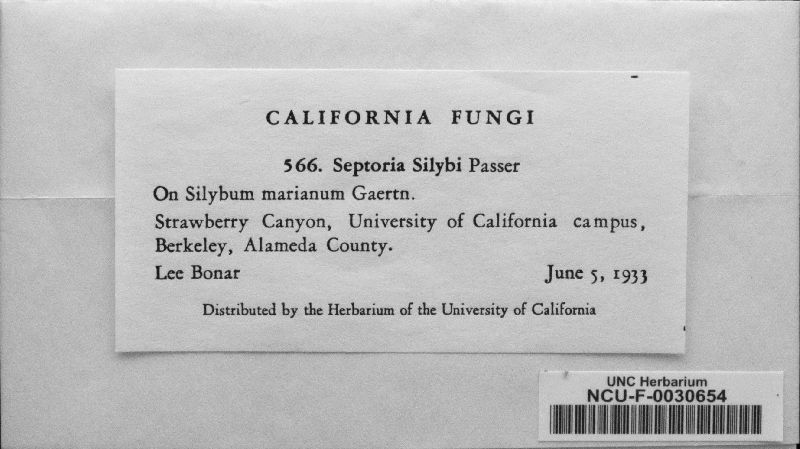 CALIFORNIA FUNGI
566. Septoria Silybi Passer
On Silybum marianum Gaertn.
Strawberry Canyon, University of California campus,
Berkeley, Alameda County.
Lee Bonar June 5, 1933
Distributed by the Herbarium of the University of California
UNC Herbarium
NCU-F-0030654